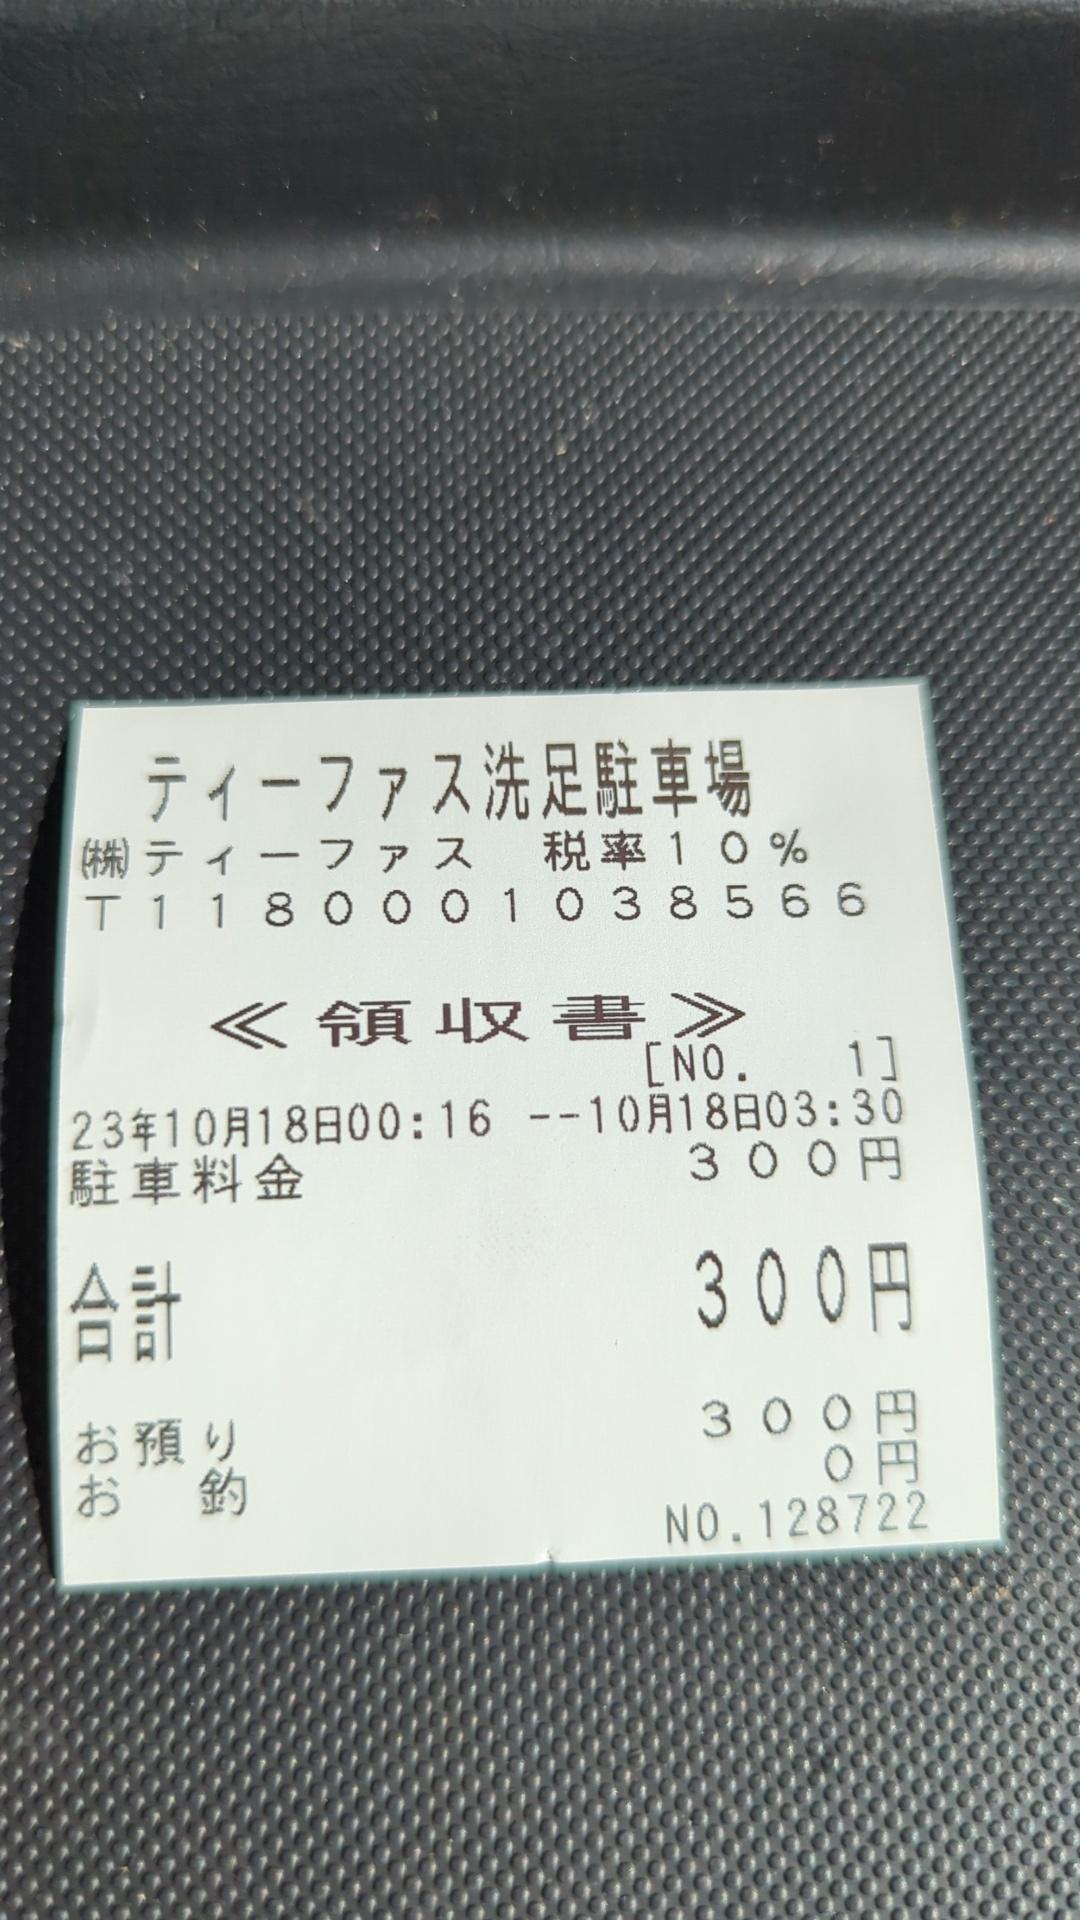 ティーファス洗足駐車場
㈱ティーファス 税率10%
T1180001038566
≪領収書≫
[NO. 1]
23年10月18日00:16 --10月18日03:30
駐車料金 300円
合計 300円
お預り 300円
お釣 0円
NO.128722